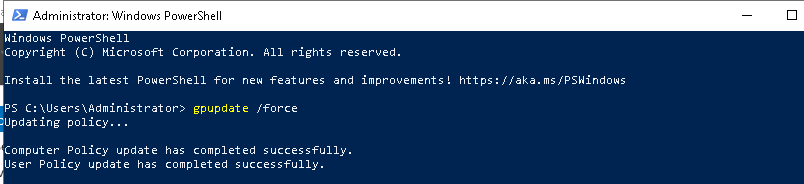 Administrator: Windows PowerShell
Windows PowerShell
Copyright (C) Microsoft Corporation. All rights reserved.
Install the latest PowerShell for new features and improvements! https://aka.ms/PSWindows
PS C:\Users\Administrator> gpupdate /force
Updating policy...
Computer Policy update has completed successfully.
User Policy update has completed successfully.